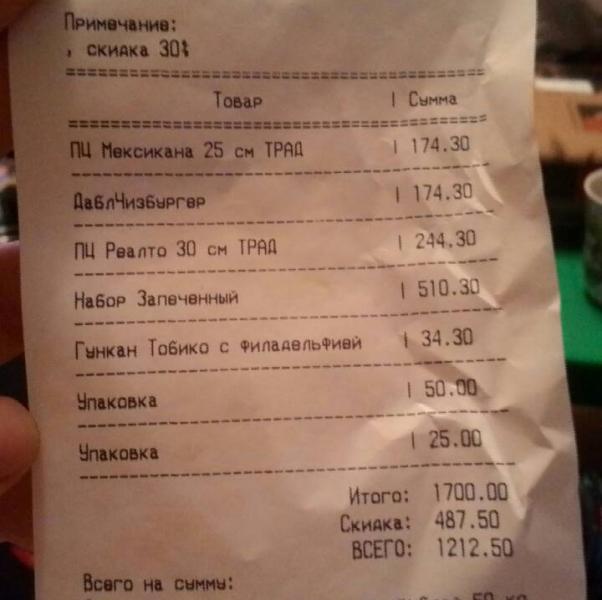 Примечание:
, скидка 30%
Товар | Сумма
ПЦ Мексикана 25 см ТРАД | 174.30
ДаблЧизбургер | 174.30
ПЦ Реалто 30 см ТРАД | 244.30
Набор Запеченный | 510.30
Гункан Тобико с Филадельфией | 34.30
Упаковка | 50.00
Упаковка | 25.00
Итого: 1700.00
Скидка: 487.50
ВСЕГО: 1212.50
Всего на суммы: